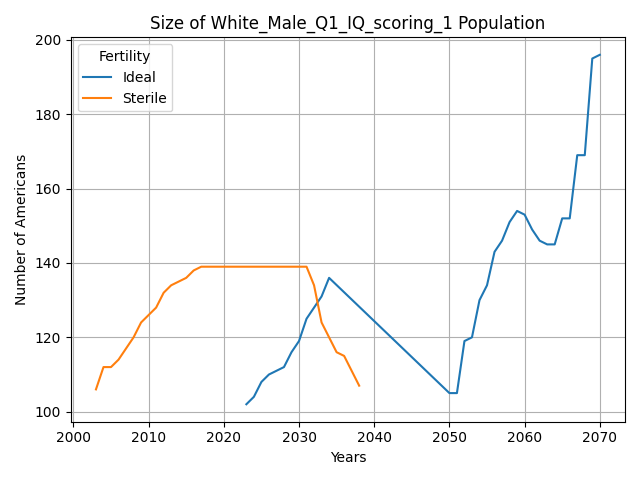 Size of White_Male_Q1_IQ_scoring_1 Population
Fertility
Ideal
Sterile
Number of Americans
200
180
160
140
120
100
2000 2010 2020 2030 2040 2050 2060 2070
Years